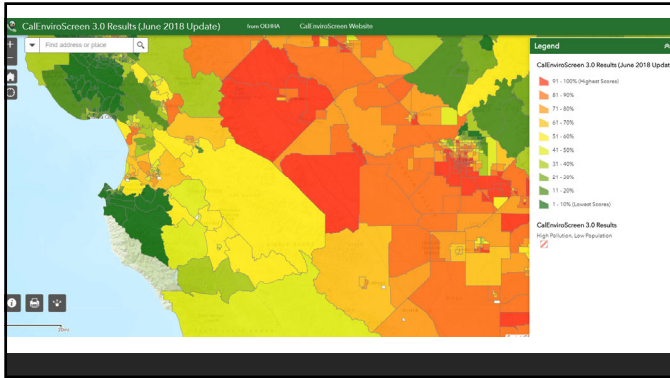 CalEnviroScreen 3.0 Results (June 2018 Update)
from OEHHA
CalEnviroScreen Website
Find address or place
Legend
CalEnviroScreen 3.0 Results (June 2018 Updat
91 - 100% (Highest Scores)
81 - 90%
71 - 80%
61 - 70%
51 - 60%
41 - 50%
31 - 40%
21 - 30%
11 - 20%
1 - 10% (Lowest Scores)
CalEnviroScreen 3.0 Results
High Pollution, Low Population
20mi